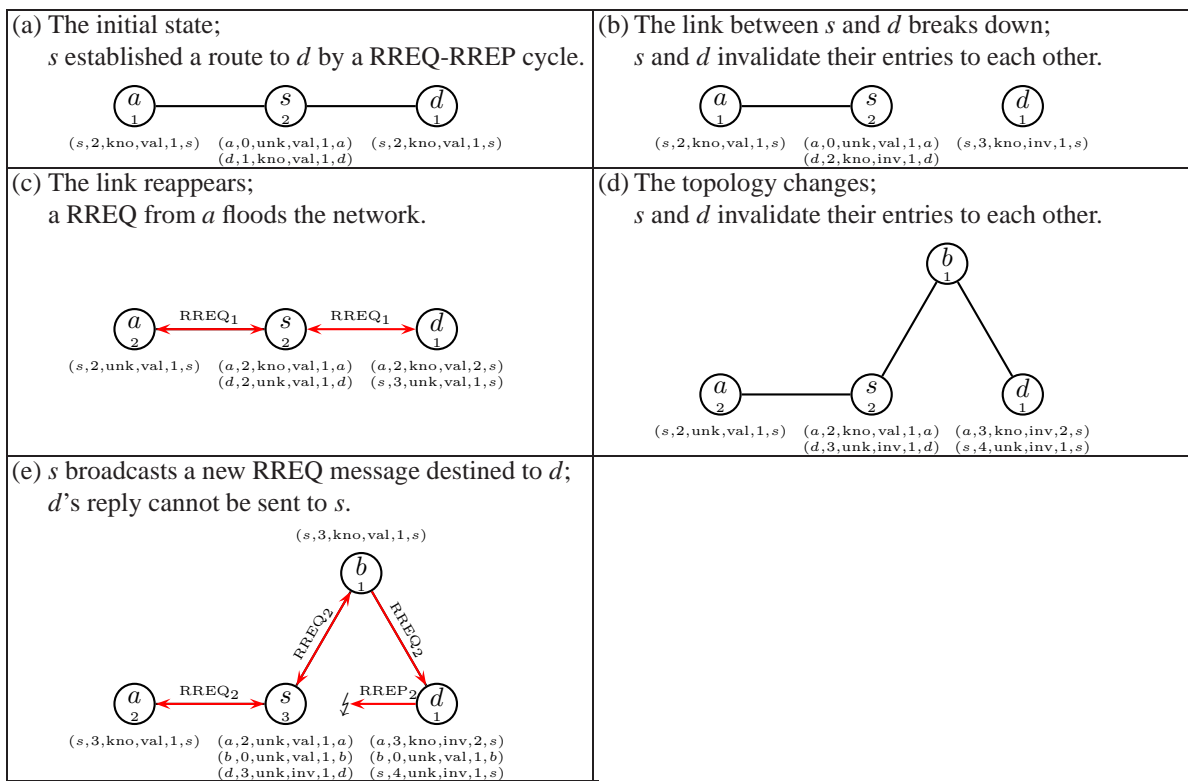 (a) The initial state;
s established a route to d by a RREQ-RREP cycle.
a
1
s
2
d
1
(s,2,kno,val,1,s)
(a,0,unk,val,1,a)
(d,1,kno,val,1,d)
(s,2,kno,val,1,s)
(b) The link between s and d breaks down;
s and d invalidate their entries to each other.
a
1
s
2
d
1
(s,2,kno,val,1,s)
(a,0,unk,val,1,a)
(d,2,kno,inv,1,d)
(s,3,kno,inv,1,s)
(c) The link reappears;
a RREQ from a floods the network.
RREQ1
RREQ1
a
2
s
2
d
1
(s,2,unk,val,1,s)
(a,2,kno,val,1,a)
(d,2,unk,val,1,d)
(a,2,kno,val,2,s)
(s,3,unk,val,1,s)
(d) The topology changes;
s and d invalidate their entries to each other.
b
1
a
2
s
2
d
1
(s,2,unk,val,1,s)
(a,2,kno,val,1,a)
(d,3,unk,inv,1,d)
(a,3,kno,inv,2,s)
(s,4,unk,inv,1,s)
(e) s broadcasts a new RREQ message destined to d;
d's reply cannot be sent to s.
(s,3,kno,val,1,s)
b
1
RREQ2
RREQ2
RREQ2
RREP2
a
2
s
3
d
1
(s,3,kno,val,1,s)
(a,2,unk,val,1,a)
(b,0,unk,val,1,b)
(d,3,unk,inv,1,d)
(a,3,kno,inv,2,s)
(b,0,unk,val,1,b)
(s,4,unk,inv,1,s)